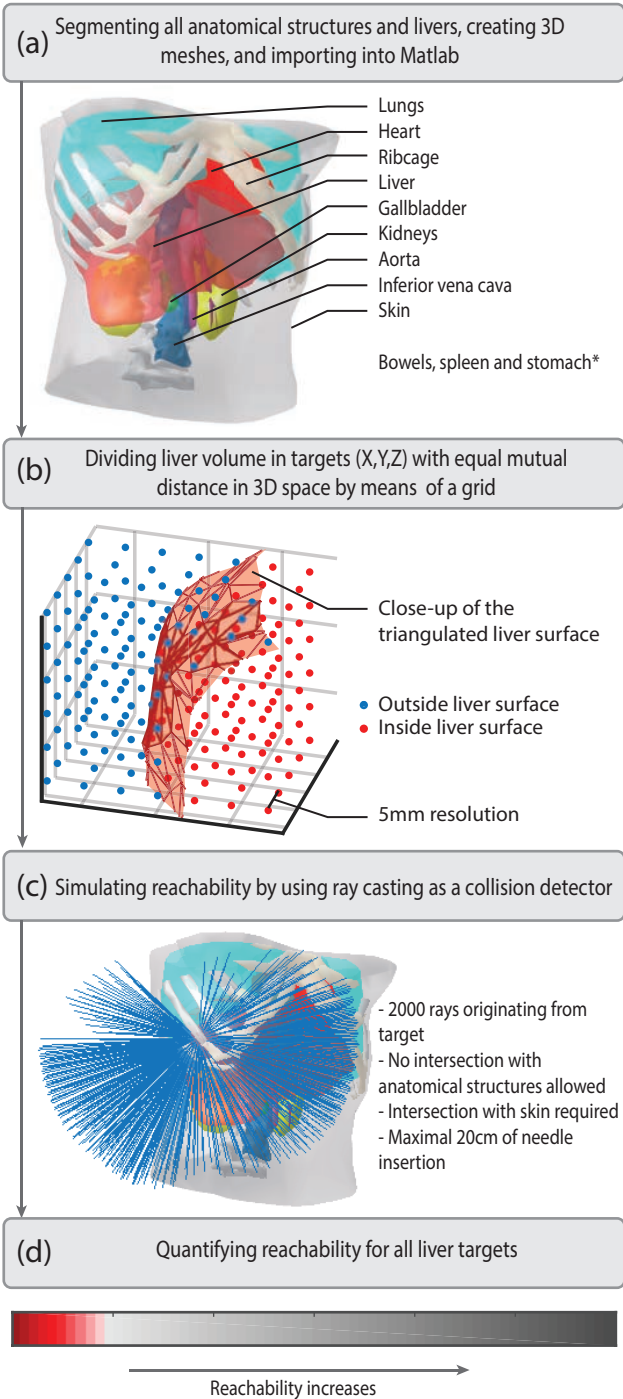 (a) Segmenting all anatomical structures and livers, creating 3D
meshes, and importing into Matlab
Lungs
Heart
Ribcage
Liver
Gallbladder
Kidneys
Aorta
Inferior vena cava
Skin
Bowels, spleen and stomach*
(b) Dividing liver volume in targets (X,Y,Z) with equal mutual
distance in 3D space by means of a grid
Close-up of the
triangulated liver surface
Outside liver surface
Inside liver surface
5mm resolution
(c) Simulating reachability by using ray casting as a collision detector
- 2000 rays originating from
target
- No intersection with
anatomical structures allowed
- Intersection with skin required
- Maximal 20cm of needle
insertion
(d) Quantifying reachability for all liver targets
Reachability increases